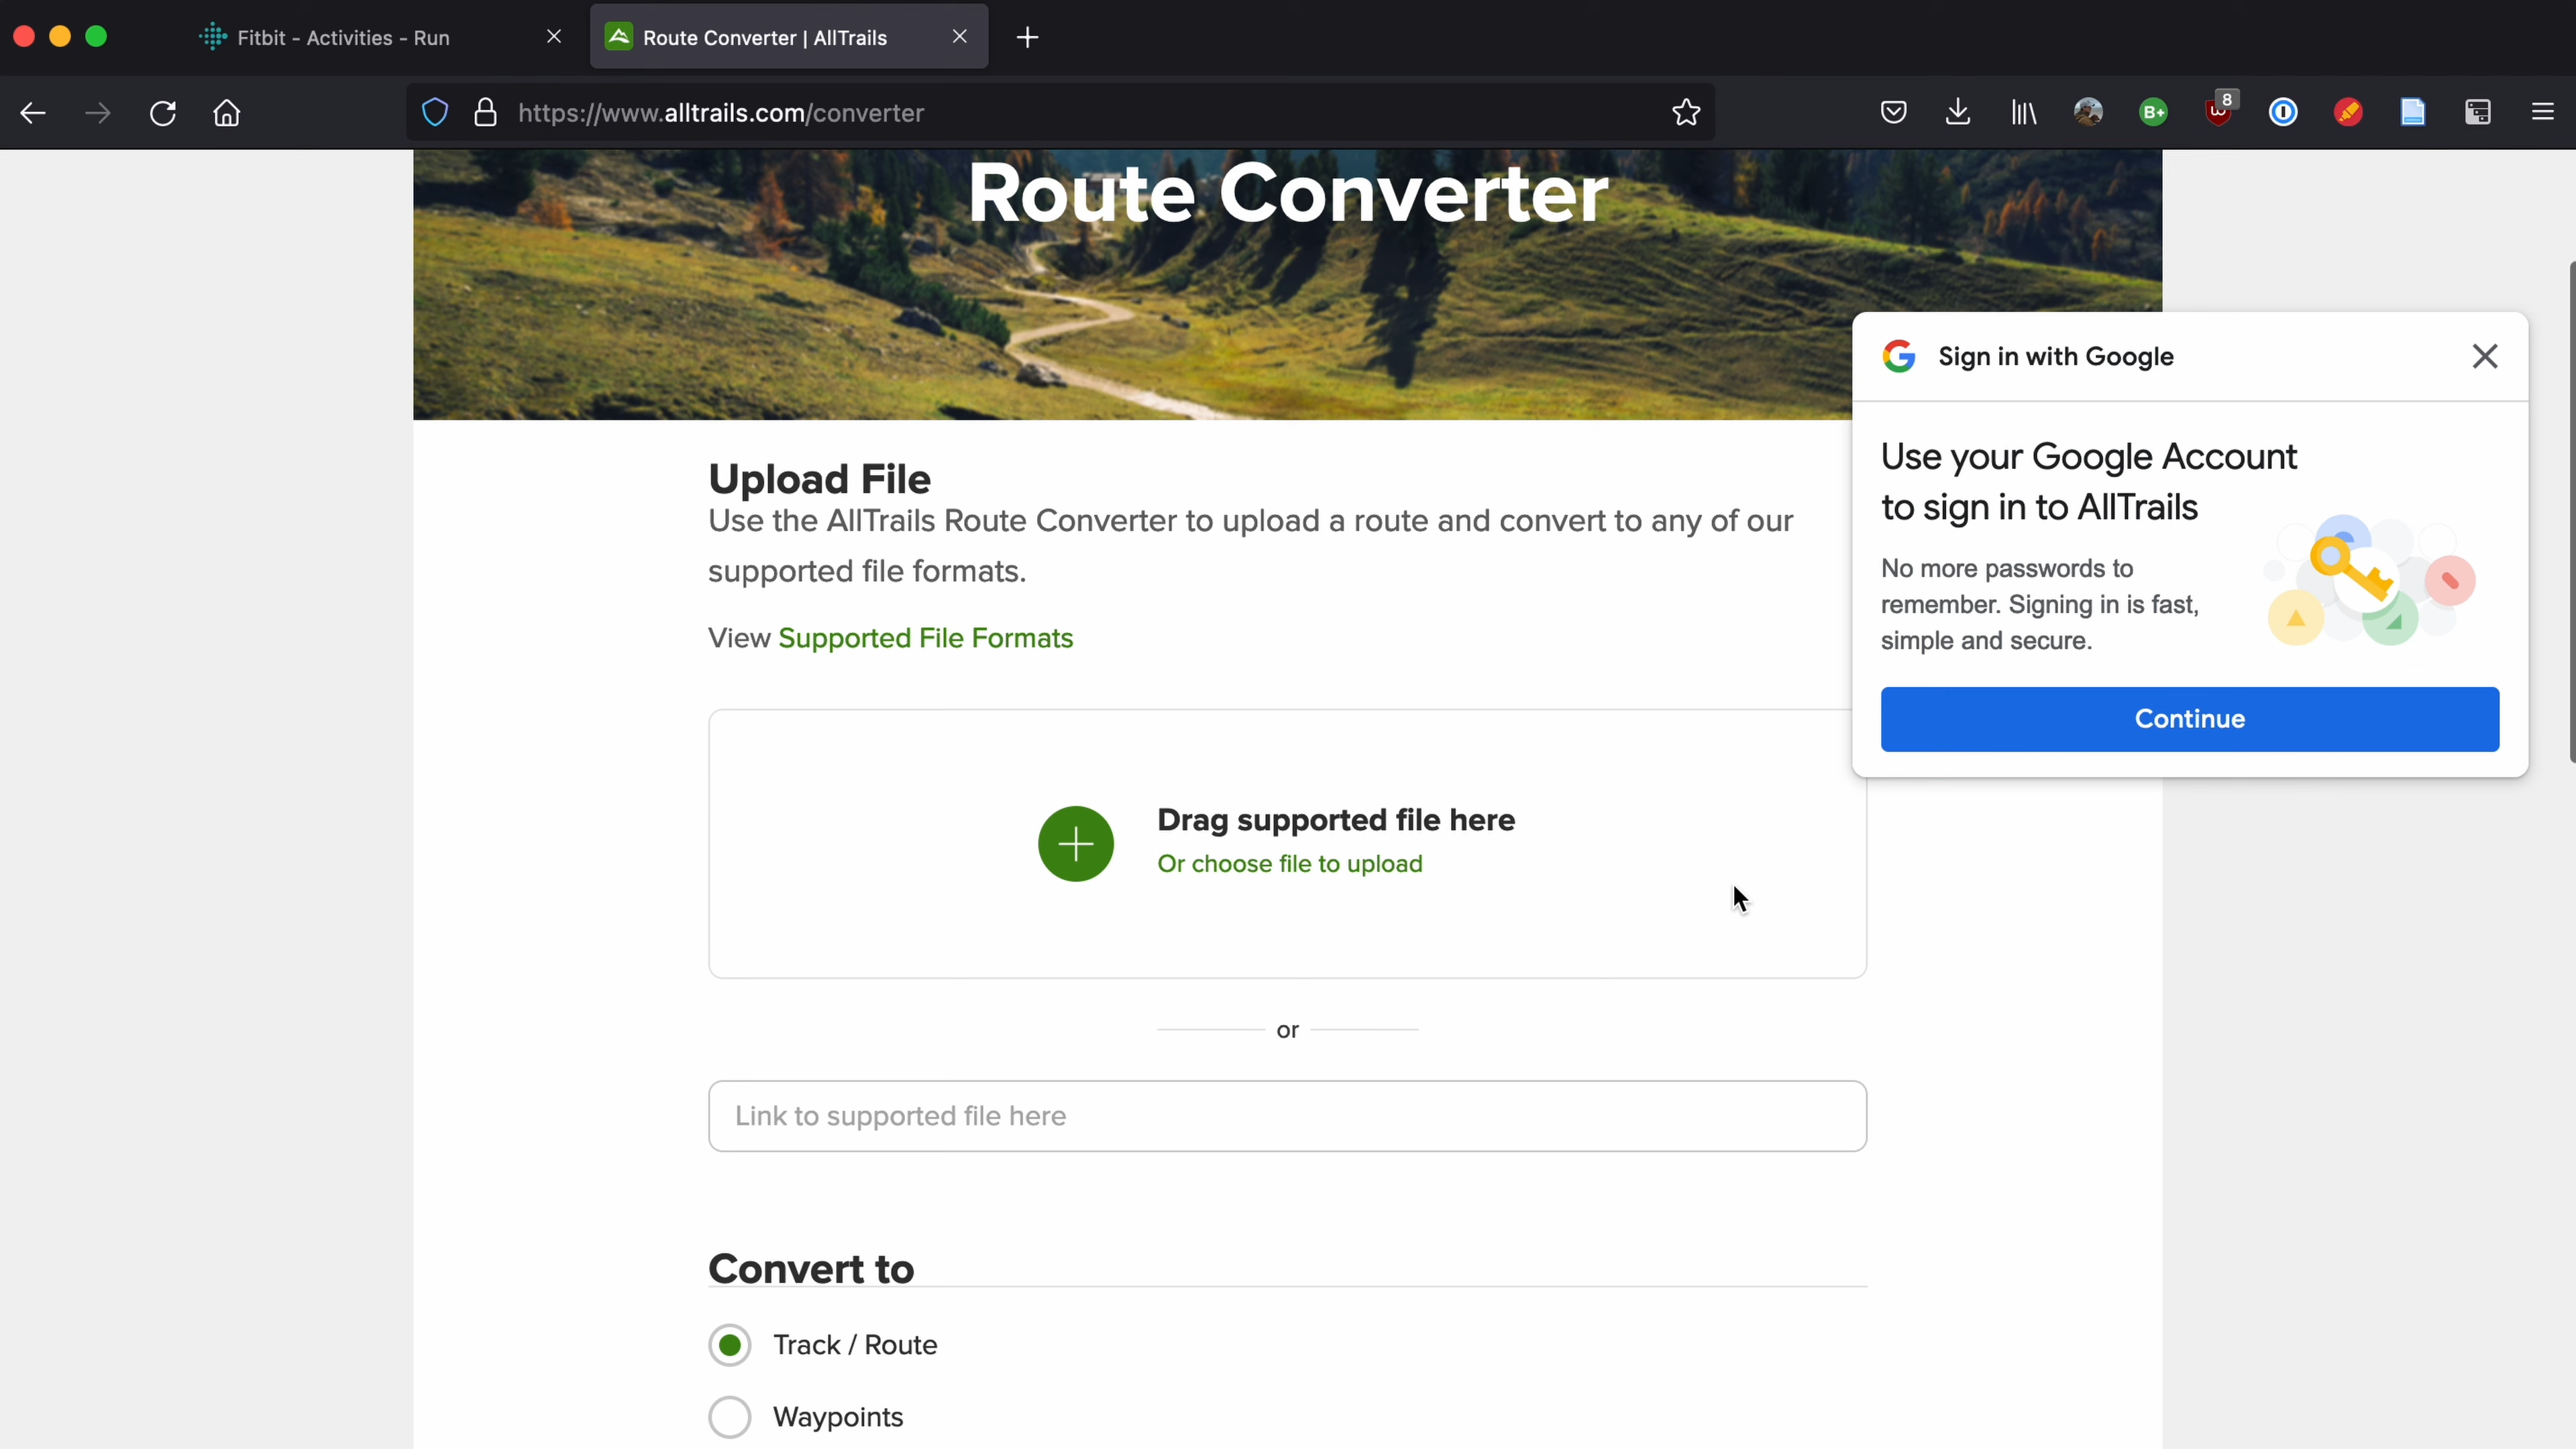 Fitbit - Activities - Run
Route Converter | AllTrails
https://www.alltrails.com/converter
B+
8
Route Converter
Sign in with Google
Use your Google Account
to sign in to AllTrails
No more passwords to
remember. Signing in is fast,
simple and secure.
Continue
Upload File
Use the AllTrails Route Converter to upload a route and convert to any of our
supported file formats.
View Supported File Formats
Drag supported file here
Or choose file to upload
or
Link to supported file here
Convert to
Track / Route
Waypoints